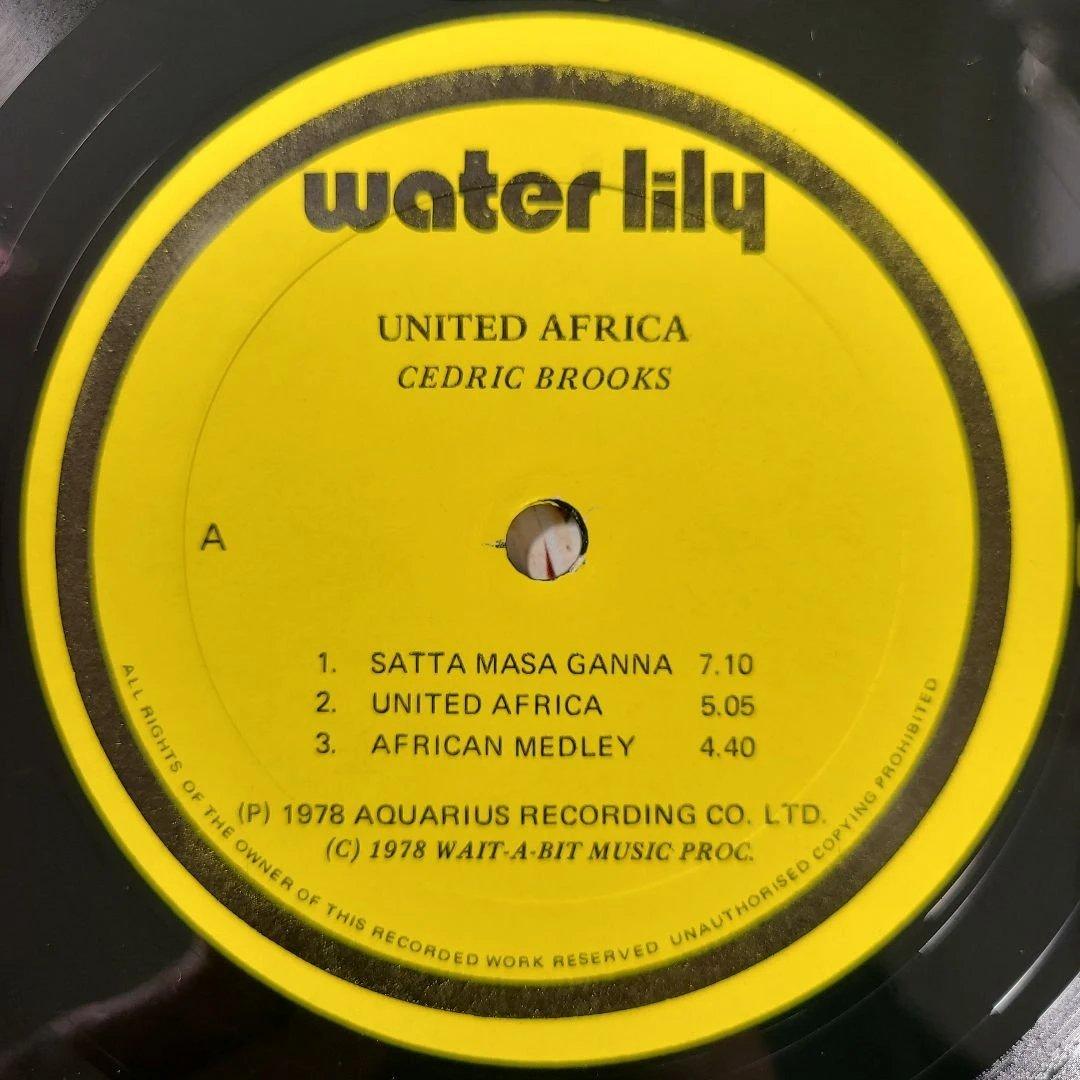 water lily
UNITED AFRICA
CEDRIC BROOKS
A
1. SATTA MASA GANNA 7.10
2. UNITED AFRICA 5.05
3. AFRICAN MEDLEY 4.40
(P) 1978 AQUARIUS RECORDING CO. LTD.
(C) 1978 WAIT-A-BIT MUSIC PROC.
ALL RIGHTS OF THE OWNER OF THIS RECORDED WORK RESERVED UNAUTHORISED COPYING PROHIBITED